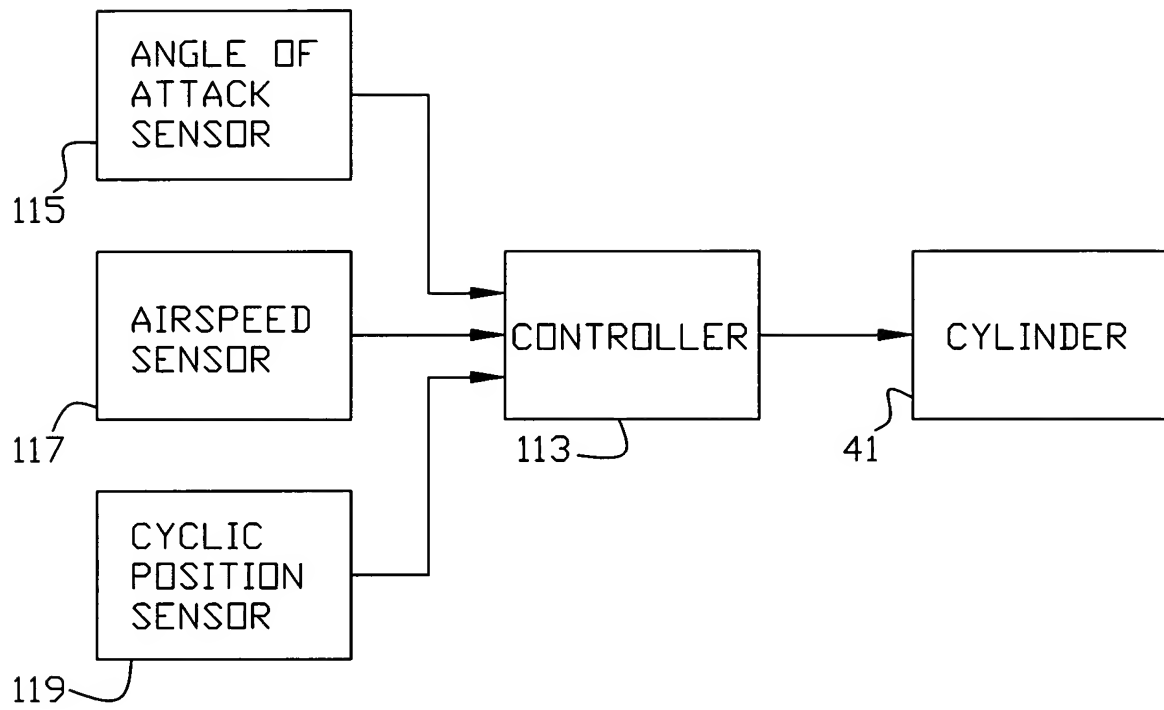 ANGLE OF
ATTACK
SENSOR
115
AIRSPEED
SENSOR
117
CONTROLLER
113
CYLINDER
41
CYCLIC
POSITION
SENSOR
119